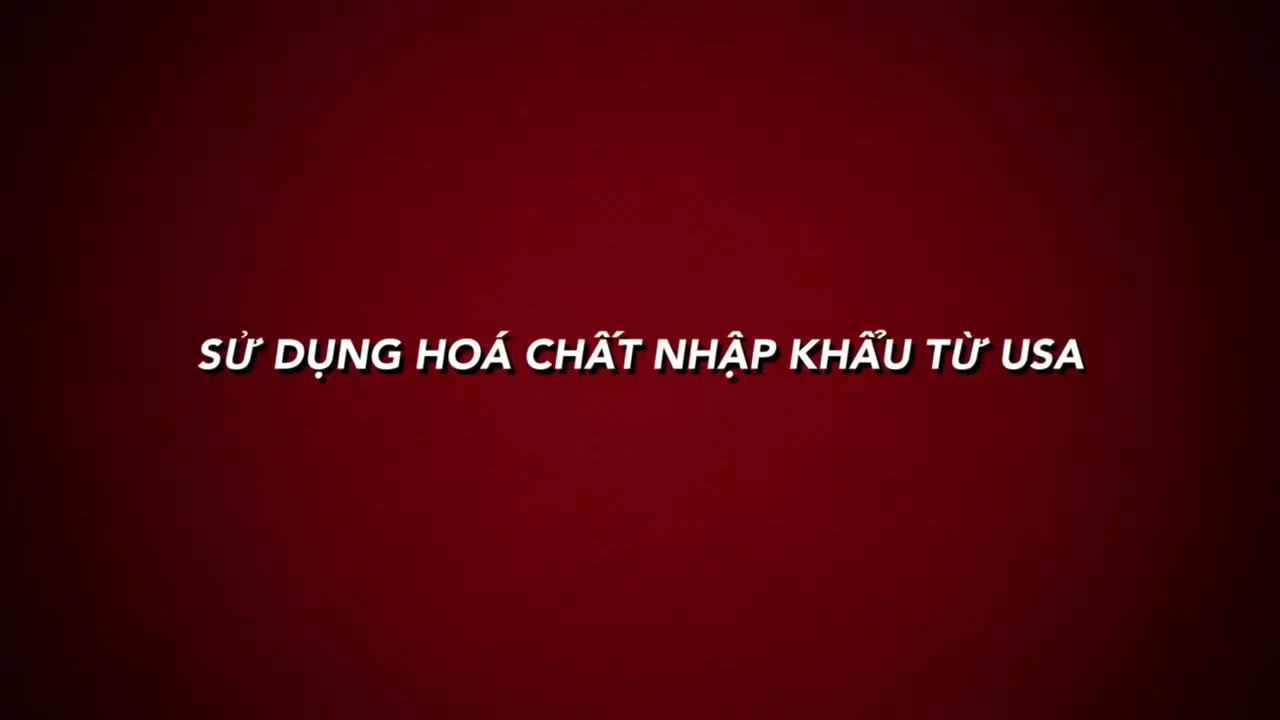 SỬ DỤNG HOÁ CHẤT NHẬP KHẨU TỪ USA